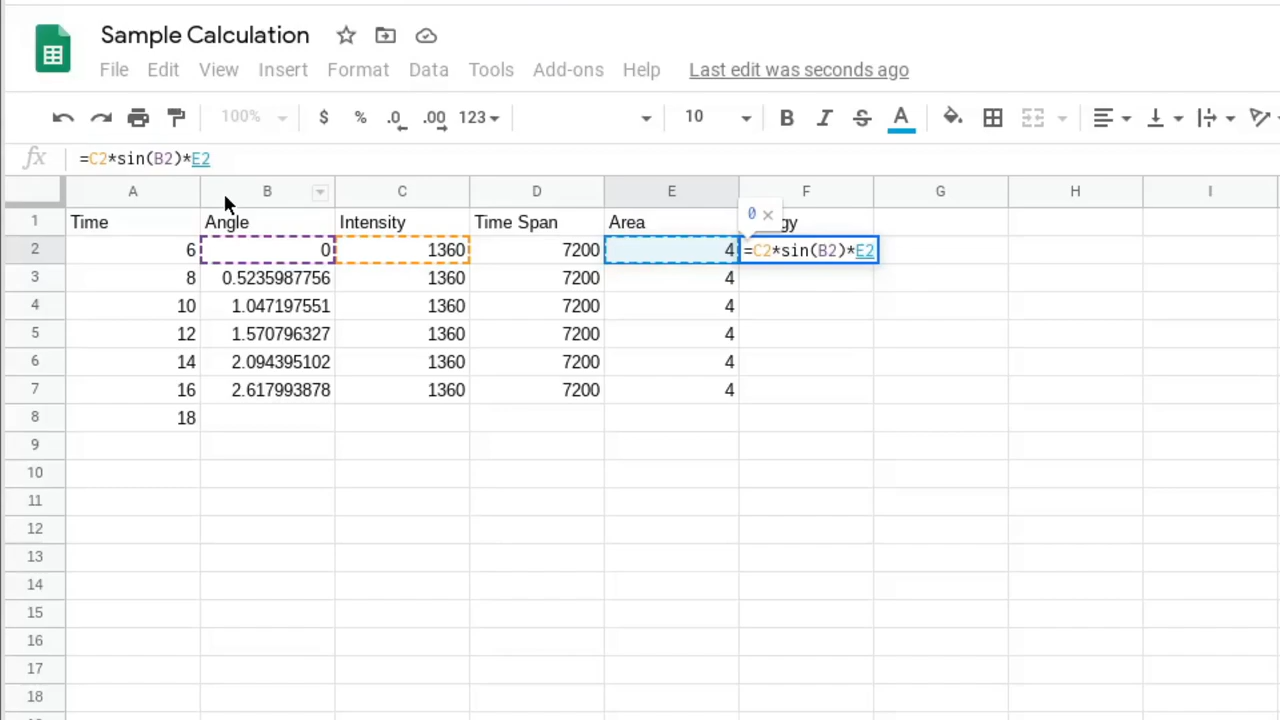 Sample Calculation
File Edit View Insert Format Data Tools Add-ons Help Last edit was seconds ago
100% $ % .0 .00 123 10 B I S A
fx =C2*sin(B2)*E2
A B C D E F G H I
1 Time Angle Intensity Time Span Area 0 × gy
2 6 0 1360 7200 4 =C2*sin(B2)*E2
3 8 0.5235987756 1360 7200 4
4 10 1.047197551 1360 7200 4
5 12 1.570796327 1360 7200 4
6 14 2.094395102 1360 7200 4
7 16 2.617993878 1360 7200 4
8 18
9
10
11
12
13
14
15
16
17
18